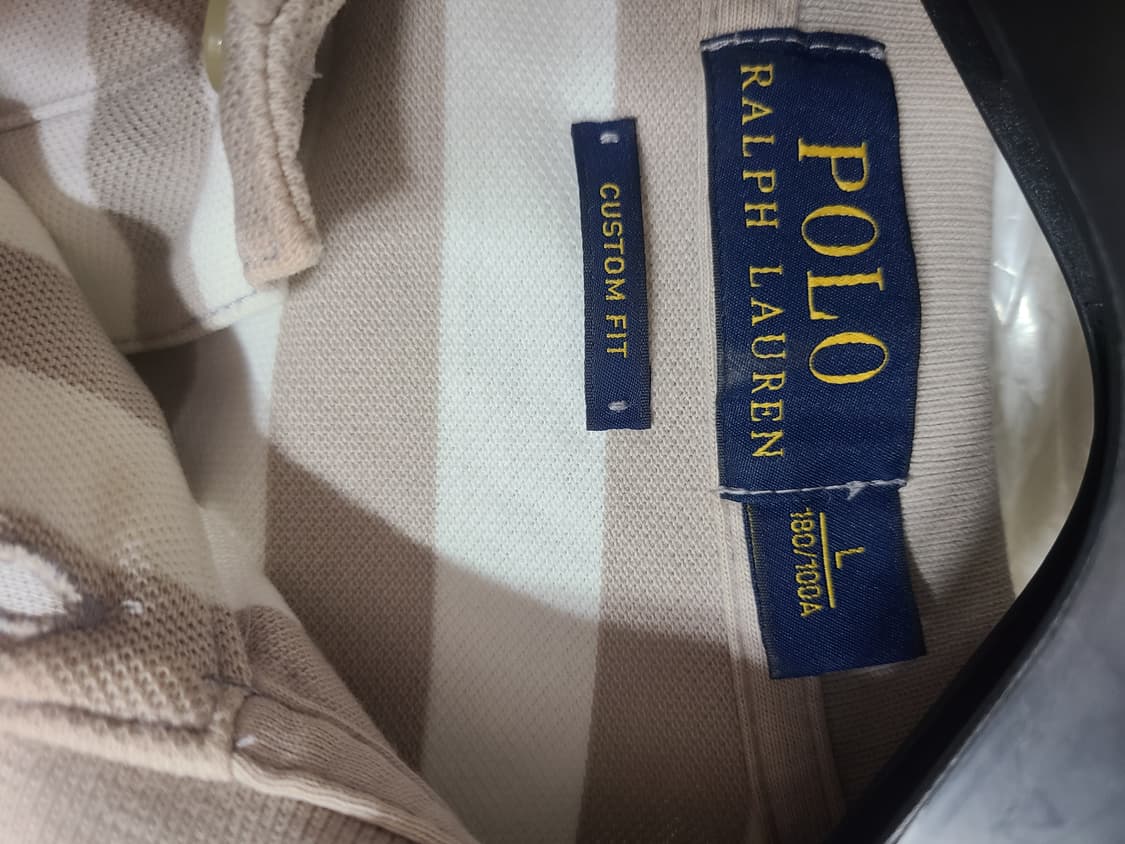 POLO
RALPH LAUREN
L
180/100A
CUSTOM FIT